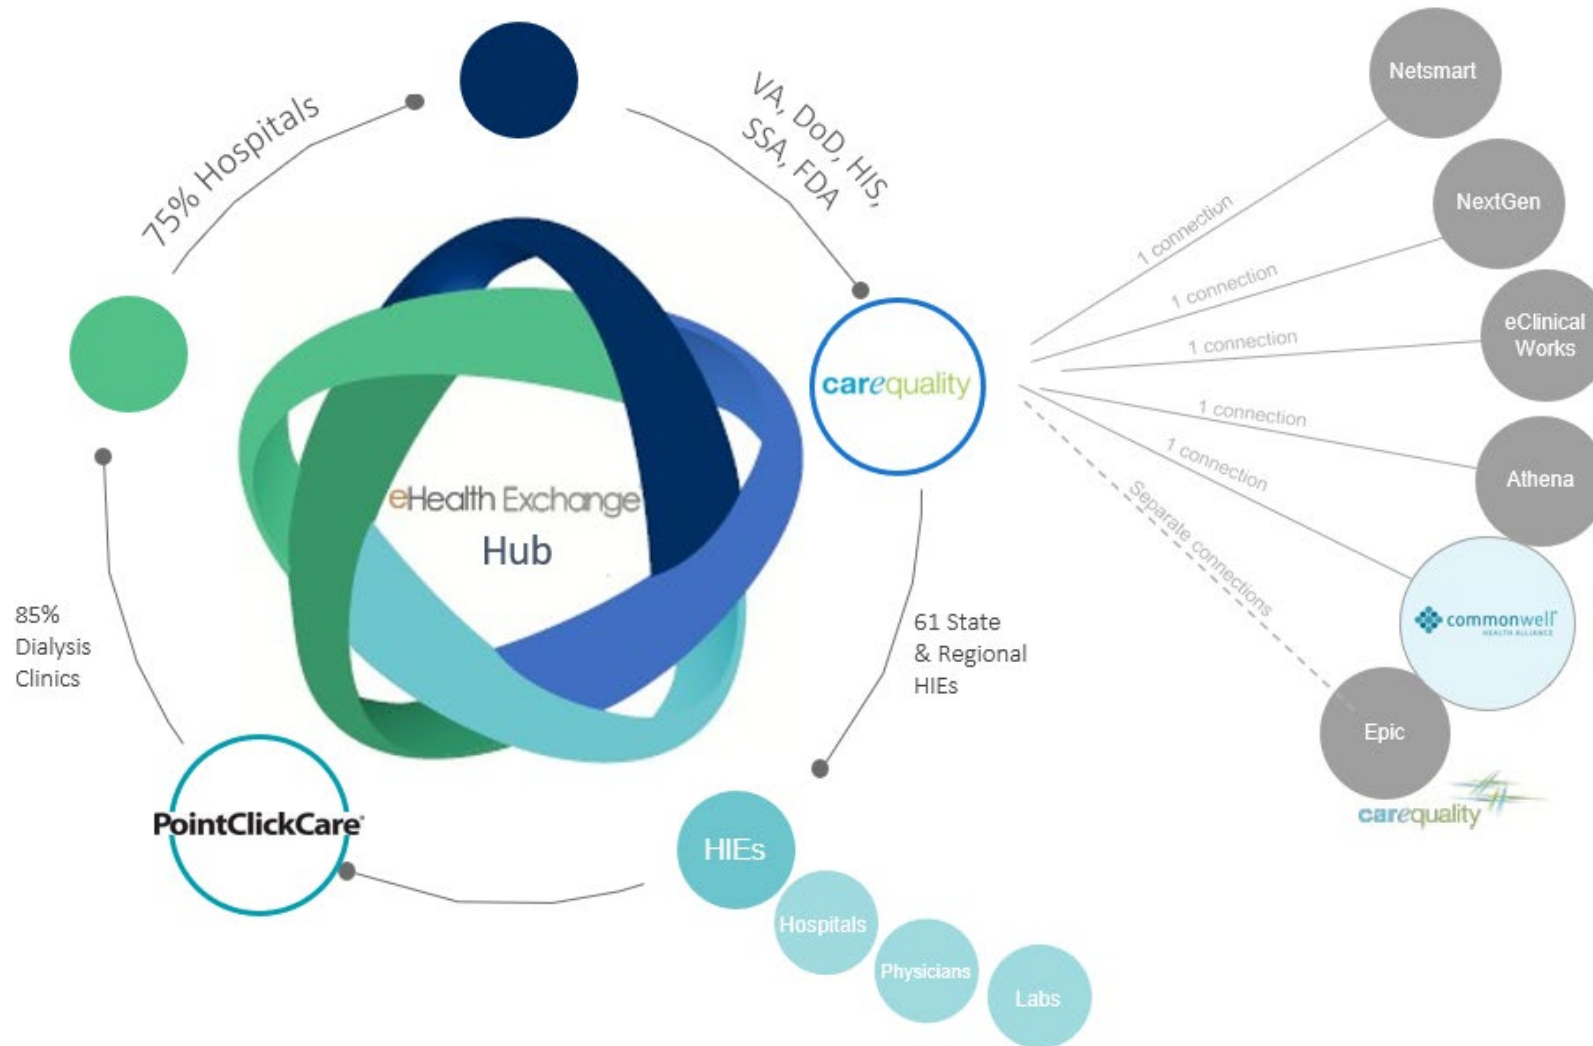 75% Hospitals
VA, DoD, HIS,
SSA, FDA
carequality
eHealth Exchange
Hub
85%
Dialysis
Clinics
61 State
& Regional
HIEs
PointClickCare
HIEs
Hospitals
Physicians
Labs
1 connection
Netsmart
1 connection
NextGen
1 connection
eClinical
Works
1 connection
Athena
1 connection
commonwell
HEALTH ALLIANCE
Separate connections
Epic
carequality